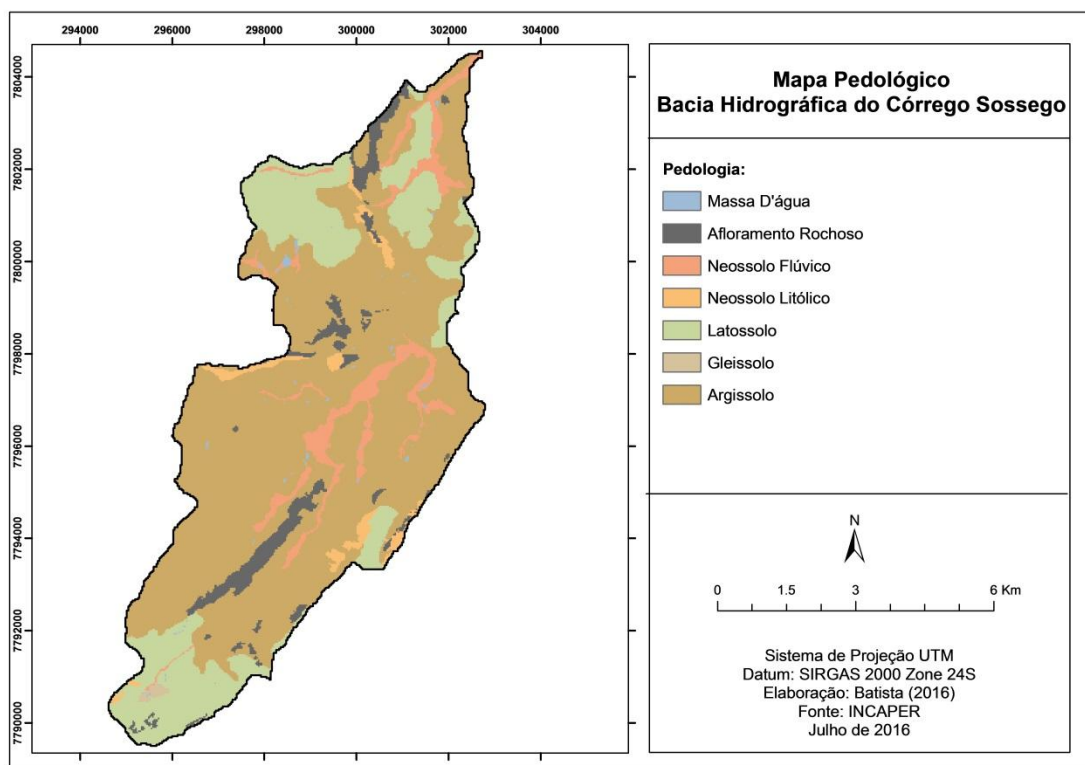 294000 296000 298000 300000 302000 304000
7804000
7802000
7800000
7798000
7796000
7794000
7792000
7790000
Mapa Pedológico
Bacia Hidrográfica do Córrego Sossego
Pedologia:
Massa D'água
Afloramento Rochoso
Neossolo Flúvico
Neossolo Litólico
Latossolo
Gleissolo
Argissolo
N
0 1.5 3 6 Km
Sistema de Projeção UTM
Datum: SIRGAS 2000 Zone 24S
Elaboração: Batista (2016)
Fonte: INCAPER
Julho de 2016